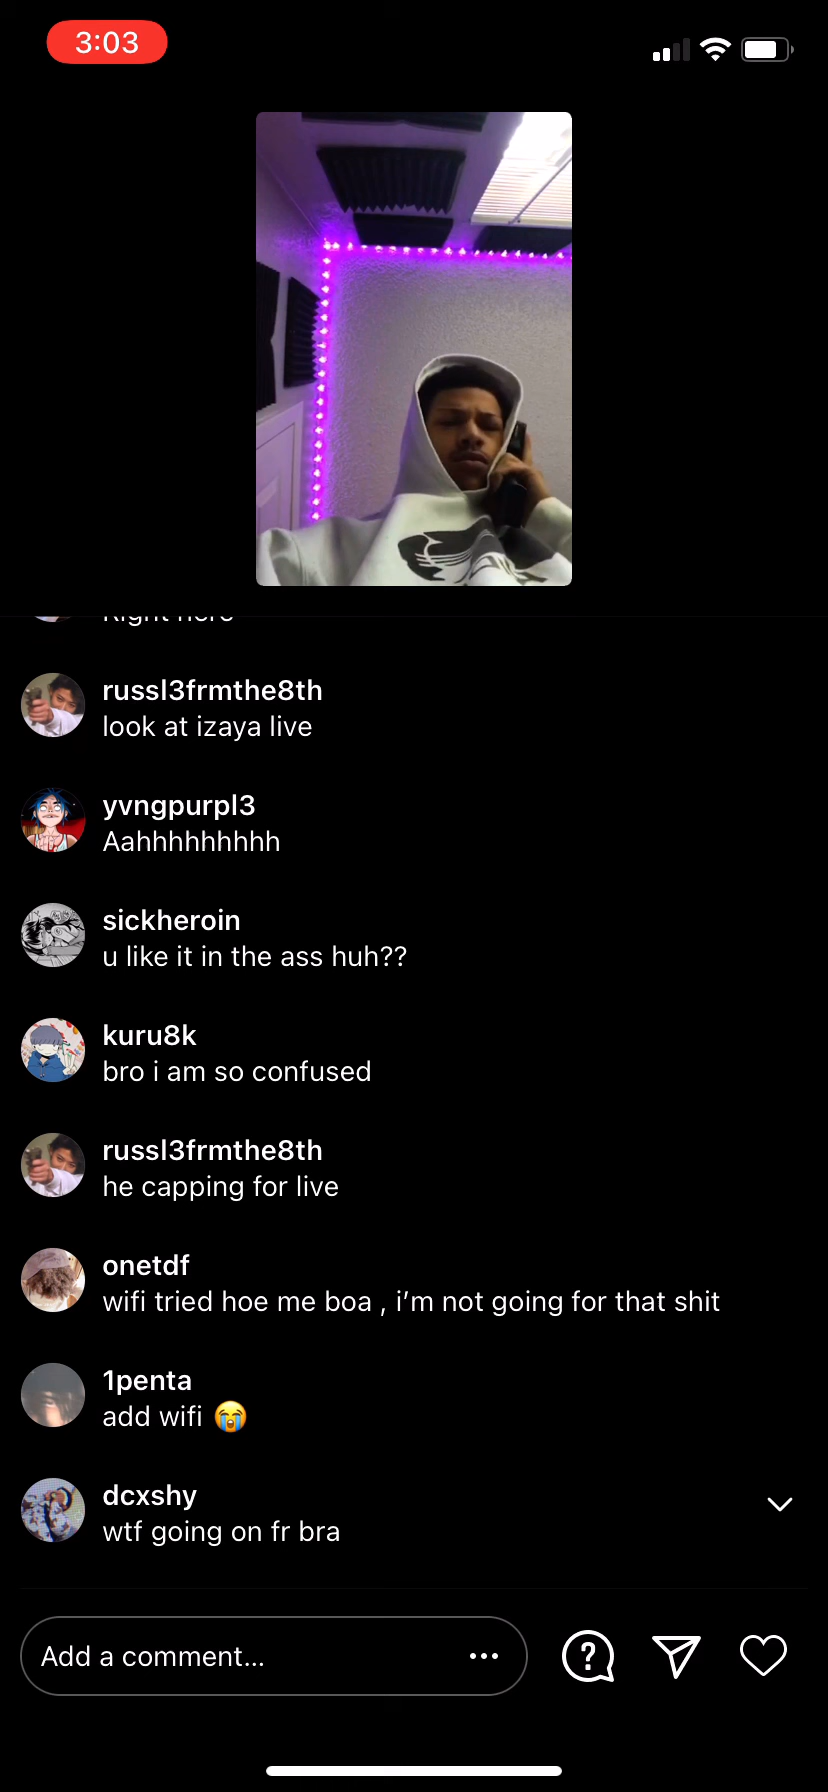 3:03
Right here
russl3frmthe8th
look at izaya live
yvngpurpl3
Aahhhhhhhhh
sickheroin
u like it in the ass huh??
kuru8k
bro i am so confused
russl3frmthe8th
he capping for live
onetdf
wifi tried hoe me boa , i’m not going for that shit
1penta
add wifi 😭
dcxshy
wtf going on fr bra
Add a comment...